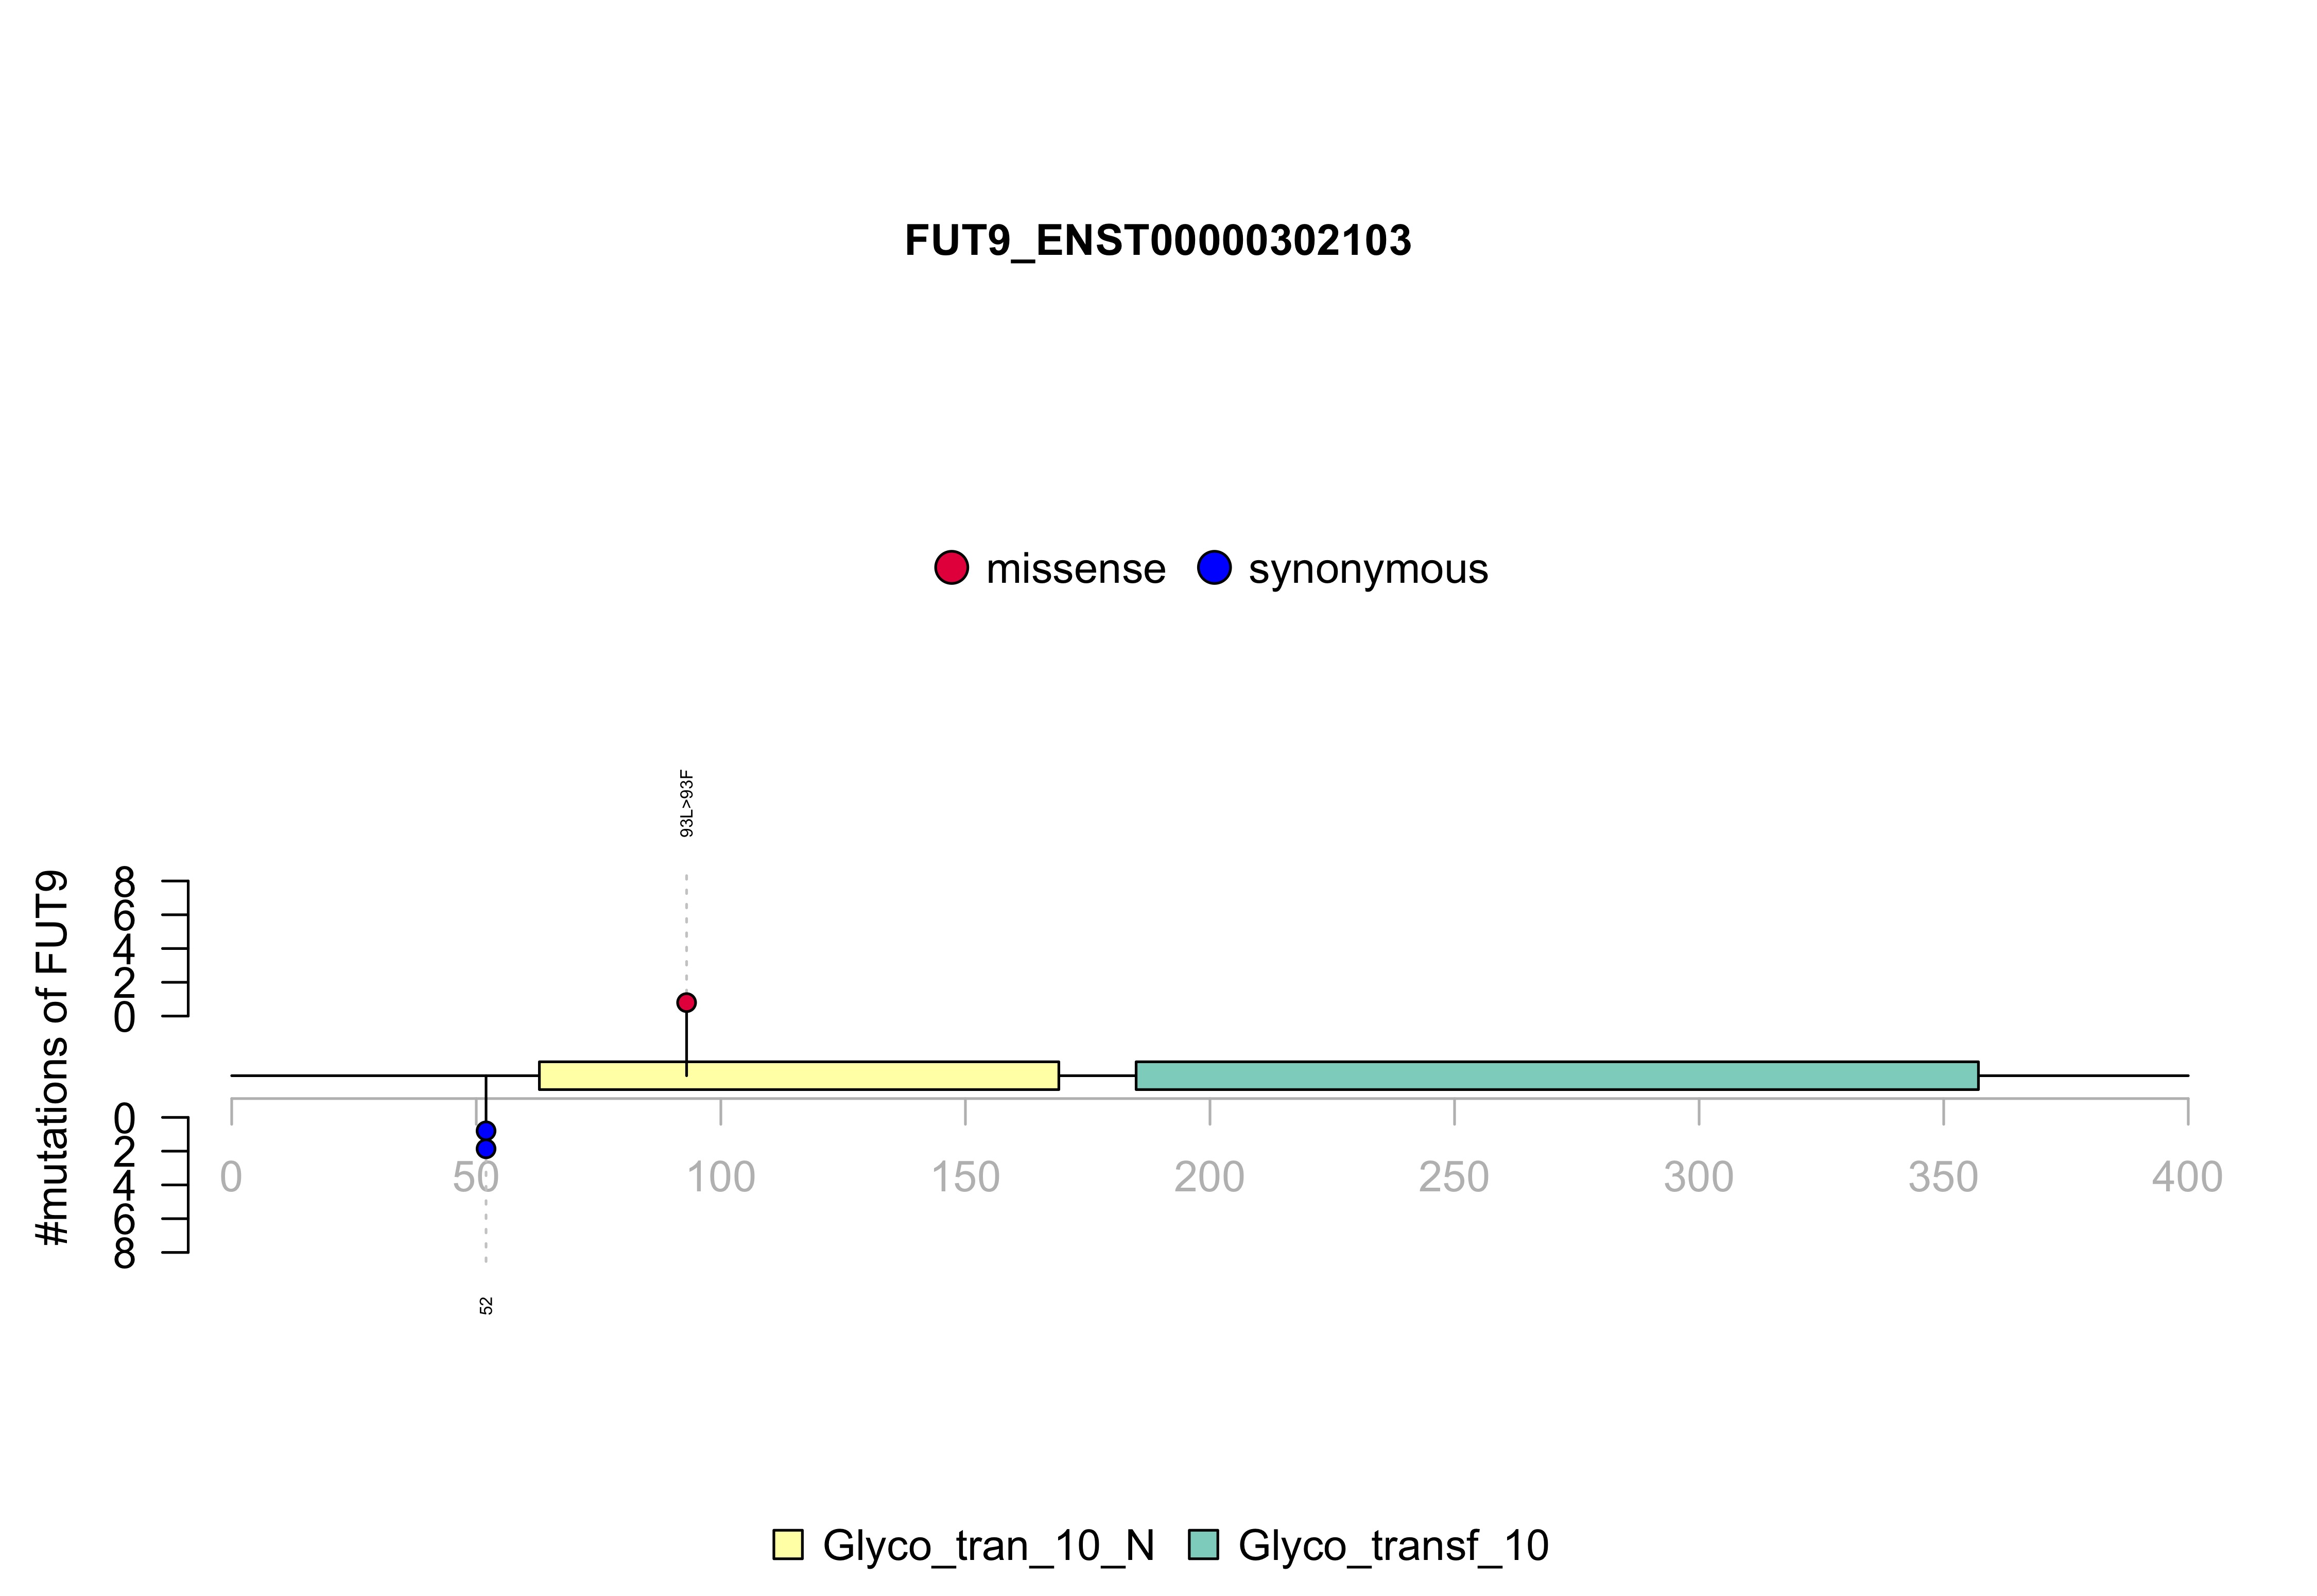 FUT9_ENST00000302103
missense synonymous
93L>93F
#mutations of FUT9
8
6
4
2
0
0
2
4
6
8
0 50 100 150 200 250 300 350 400
52
Glyco_tran_10_N Glyco_transf_10